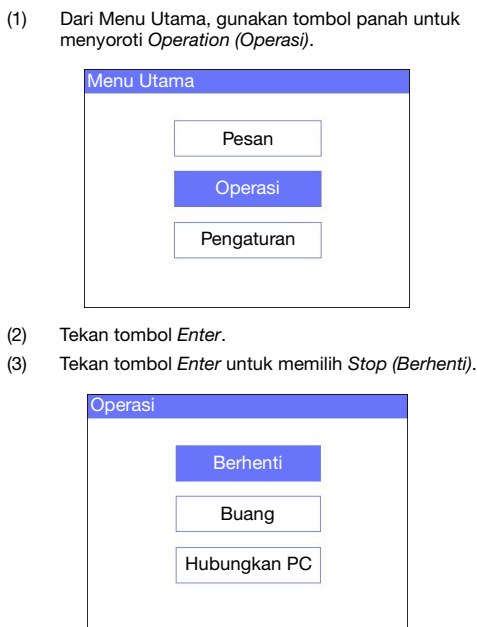 (1) Dari Menu Utama, gunakan tombol panah untuk
menyoroti Operation (Operasi).
Menu Utama
Pesan
Operasi
Pengaturan
(2) Tekan tombol Enter.
(3) Tekan tombol Enter untuk memilih Stop (Berhenti).
Operasi
Berhenti
Buang
Hubungkan PC